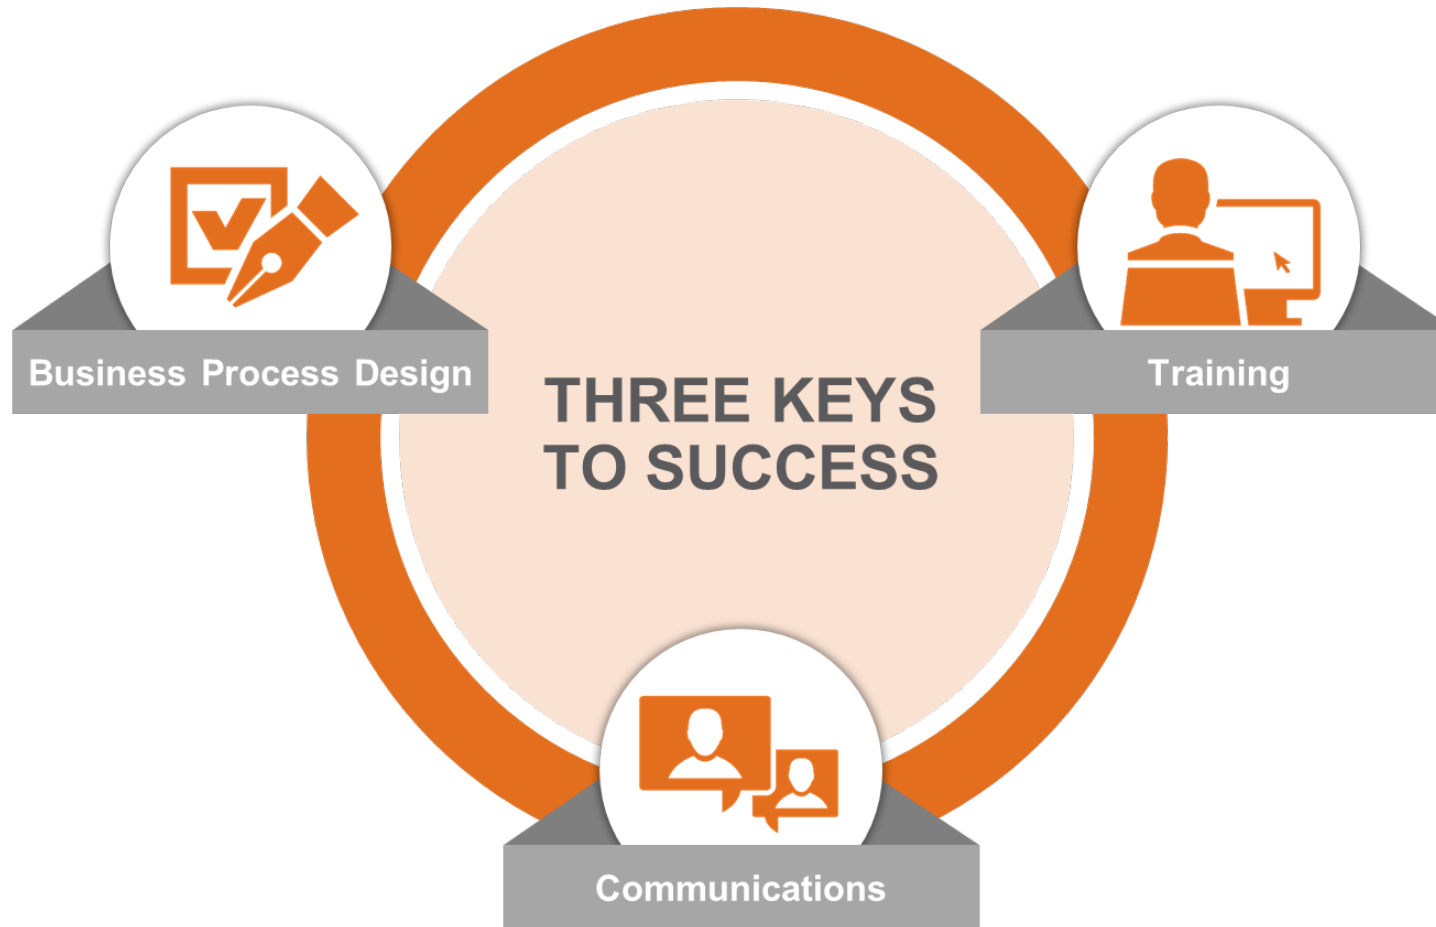 Business Process Design
Training
THREE KEYS
TO SUCCESS
Communications